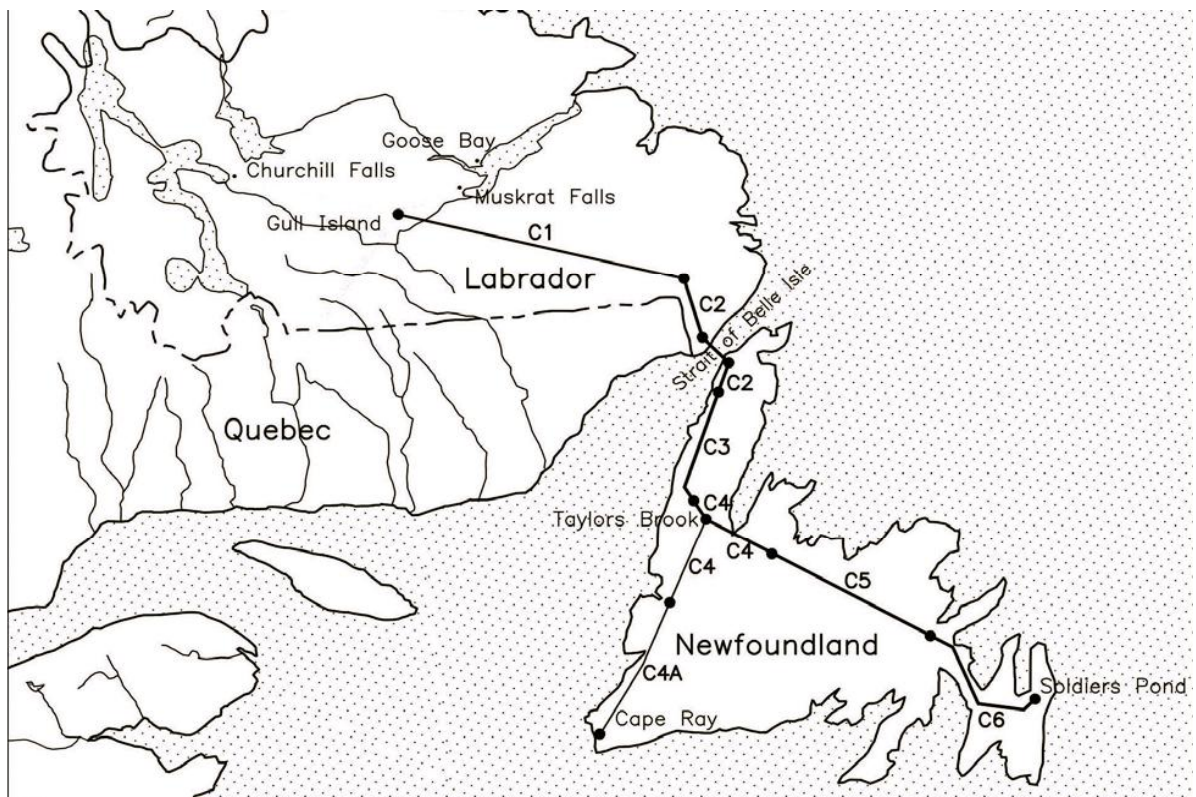 Goose Bay
Churchill Falls
Muskrat Falls
Gull Island
C1
Labrador
C2
Strait of Belle Isle
C2
Quebec
C3
C4
Taylors Brook
C4
C4
C5
Newfoundland
C4A
Soldiers Pond
Cape Ray
C6